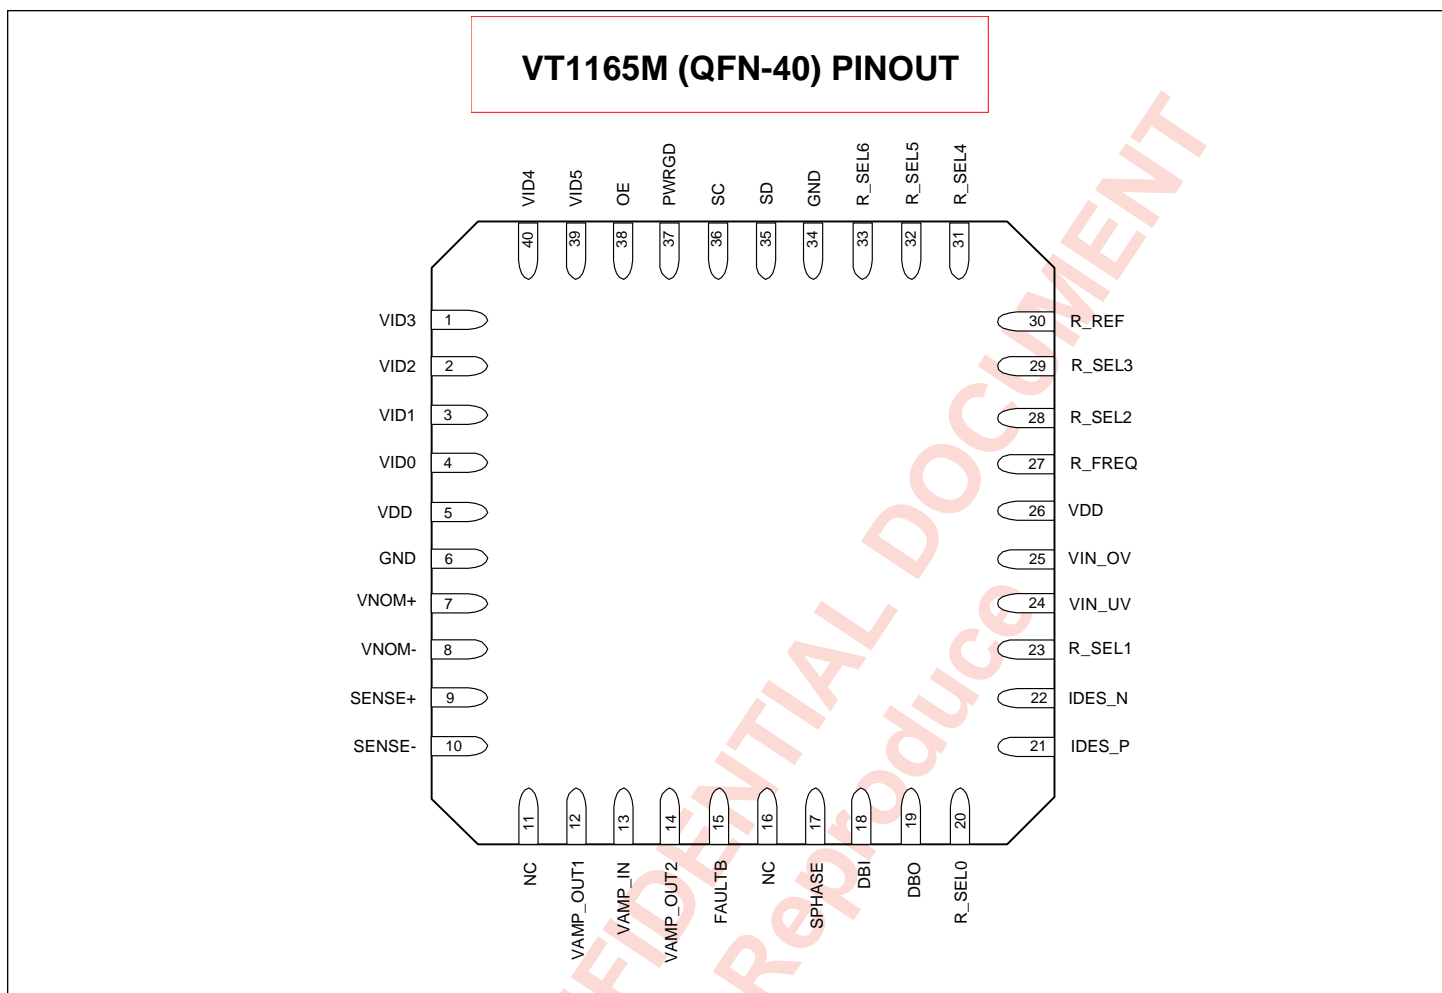 VT1165M (QFN-40) PINOUT
VID4
VID5
OE
PWRGD
SC
SD
GND
R_SEL6
R_SEL5
R_SEL4
40
39
38
37
36
35
34
33
32
31
VID3 1
VID2 2
VID1 3
VID0 4
VDD 5
GND 6
VNOM+ 7
VNOM- 8
SENSE+ 9
SENSE- 10
30 R_REF
29 R_SEL3
28 R_SEL2
27 R_FREQ
26 VDD
25 VIN_OV
24 VIN_UV
23 R_SEL1
22 IDES_N
21 IDES_P
11
12
13
14
15
16
17
18
19
20
NC
VAMP_OUT1
VAMP_IN
VAMP_OUT2
FAULTB
NC
SPHASE
DBI
DBO
R_SEL0
FIDENTIAL DOCUMENT
Reproduce